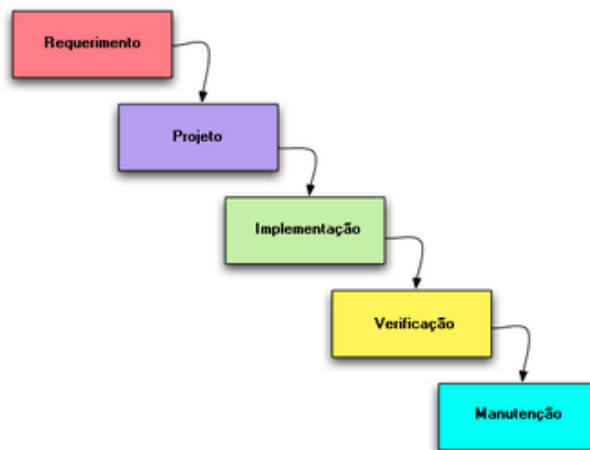 Requerimento
Projeto
Implementação
Verificação
Manutenção